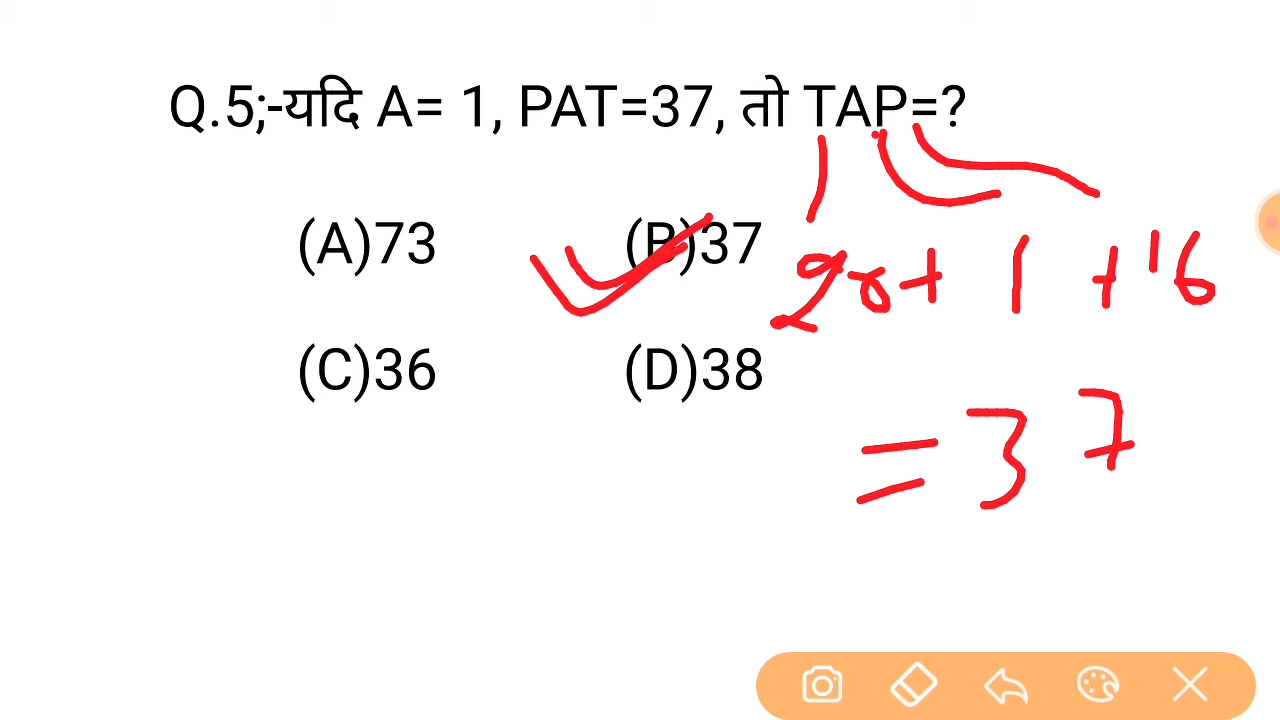 Q.5;-यदि A= 1, PAT=37, तो TAP=?
(A)73 (B)37
20+ 1 +16
(C)36 (D)38
=37